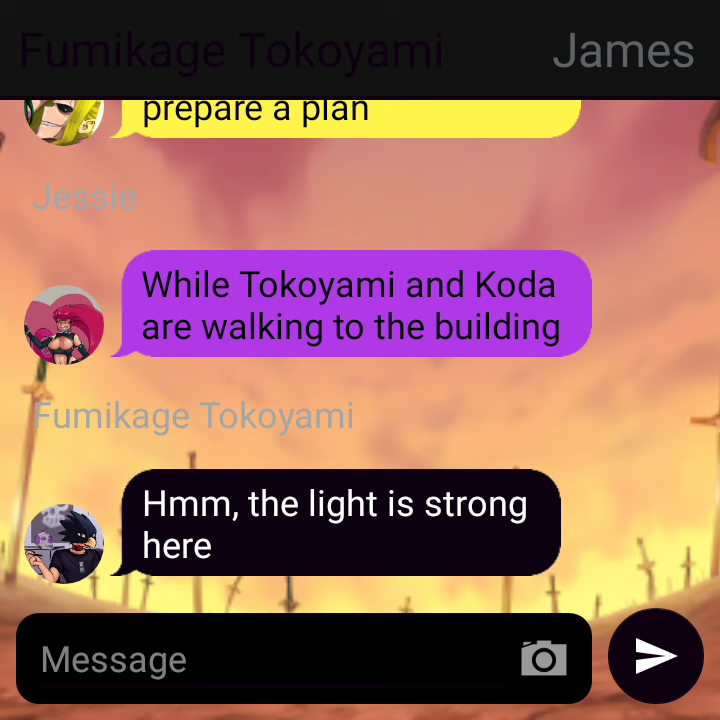 Fumikage Tokoyami James
prepare a plan
Jessie
While Tokoyami and Koda
are walking to the building
Fumikage Tokoyami
Hmm, the light is strong
here
Message